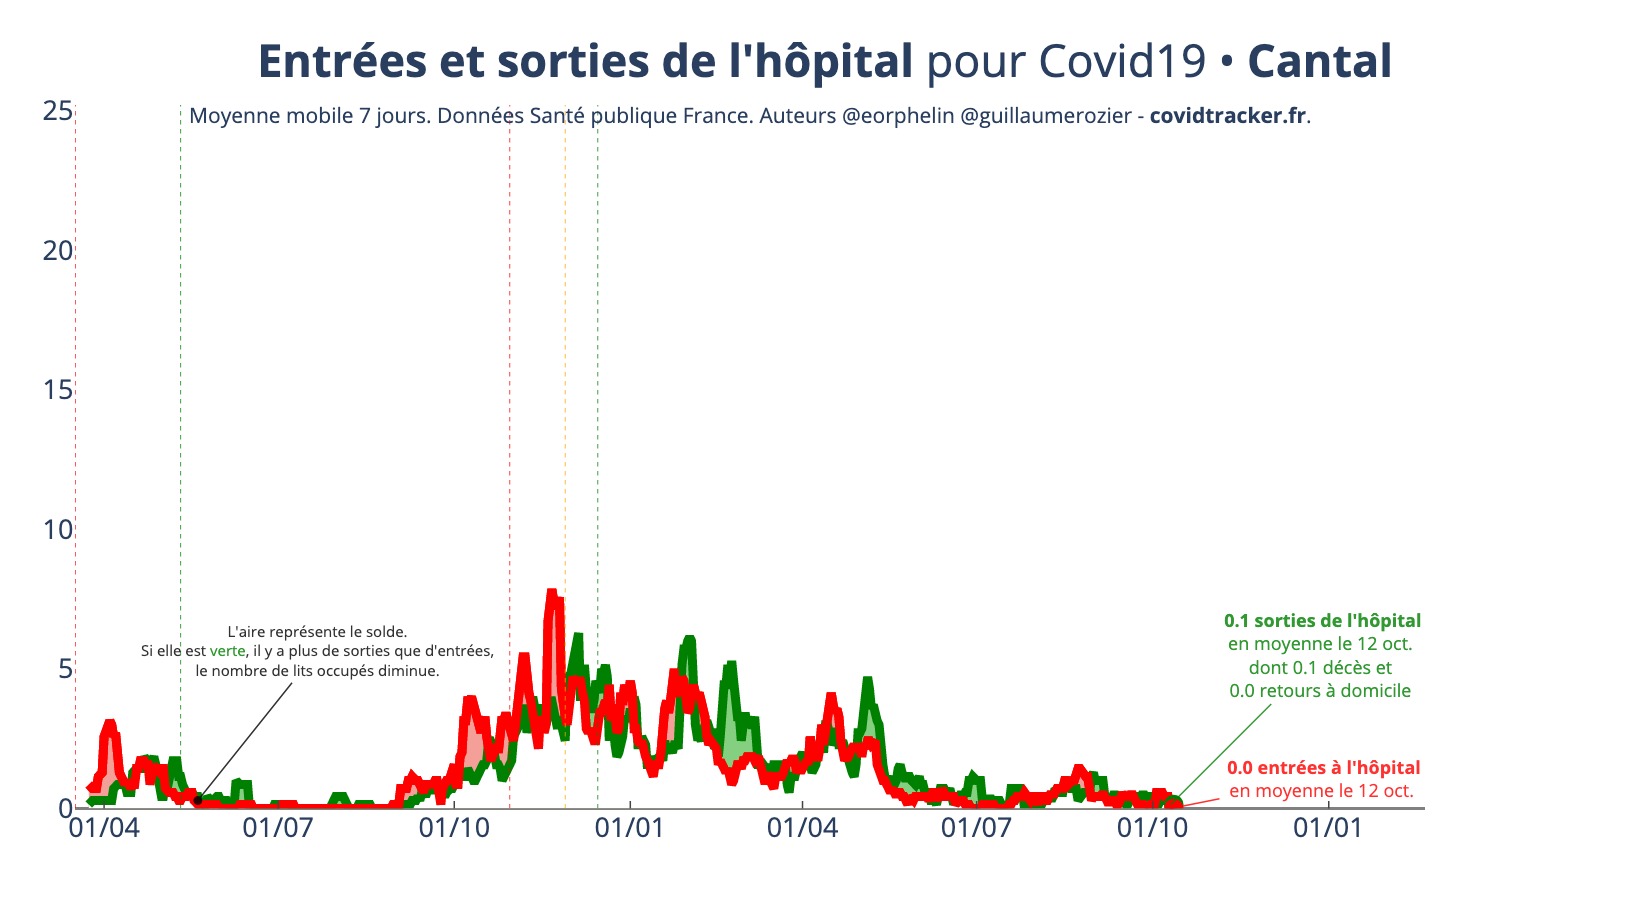 Entrées et sorties de l'hôpital pour Covid19 • Cantal
Moyenne mobile 7 jours. Données Santé publique France. Auteurs @eorphelin @guillaumerozier - covidtracker.fr.
25
20
15
10
5
0
L'aire représente le solde.
Si elle est verte, il y a plus de sorties que d'entrées,
le nombre de lits occupés diminue.
0.1 sorties de l'hôpital
en moyenne le 12 oct.
dont 0.1 décès et
0.0 retours à domicile
0.0 entrées à l'hôpital
en moyenne le 12 oct.
01/04 01/07 01/10 01/01 01/04 01/07 01/10 01/01